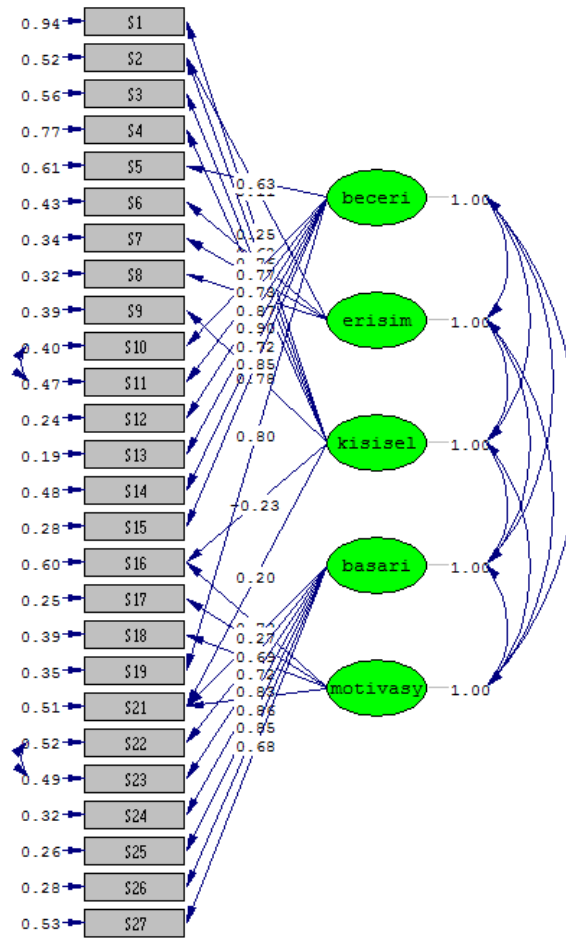 0.94 S1
0.52 S2
0.56 S3
0.77 S4
0.61 S5
0.43 S6
0.34 S7
0.32 S8
0.39 S9
0.40 S10
0.47 S11
0.24 S12
0.19 S13
0.48 S14
0.28 S15
0.60 S16
0.25 S17
0.39 S18
0.35 S19
0.51 S21
0.52 S22
0.49 S23
0.32 S24
0.26 S25
0.28 S26
0.53 S27
0.63
0.25
0.77
0.79
0.87
0.90
0.72
0.85
0.78
0.80
-0.23
0.20
0.27
0.69
0.72
0.83
0.86
0.85
0.68
beceri 1.00
erisim 1.00
kisisel 1.00
basari 1.00
motivasy 1.00